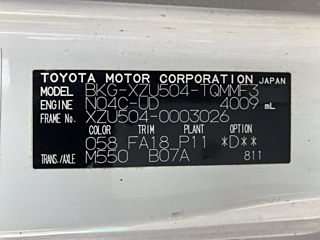 TOYOTA MOTOR CORPORATION JAPAN
MODEL BKG-XZU504-TQMMF3
ENGINE N04C-UD 4009 mL
FRAME No. XZU504-0003026
COLOR TRIM PLANT OPTION
058 FA18 P11 *D**
TRANS./AXLE M550 B07A 811